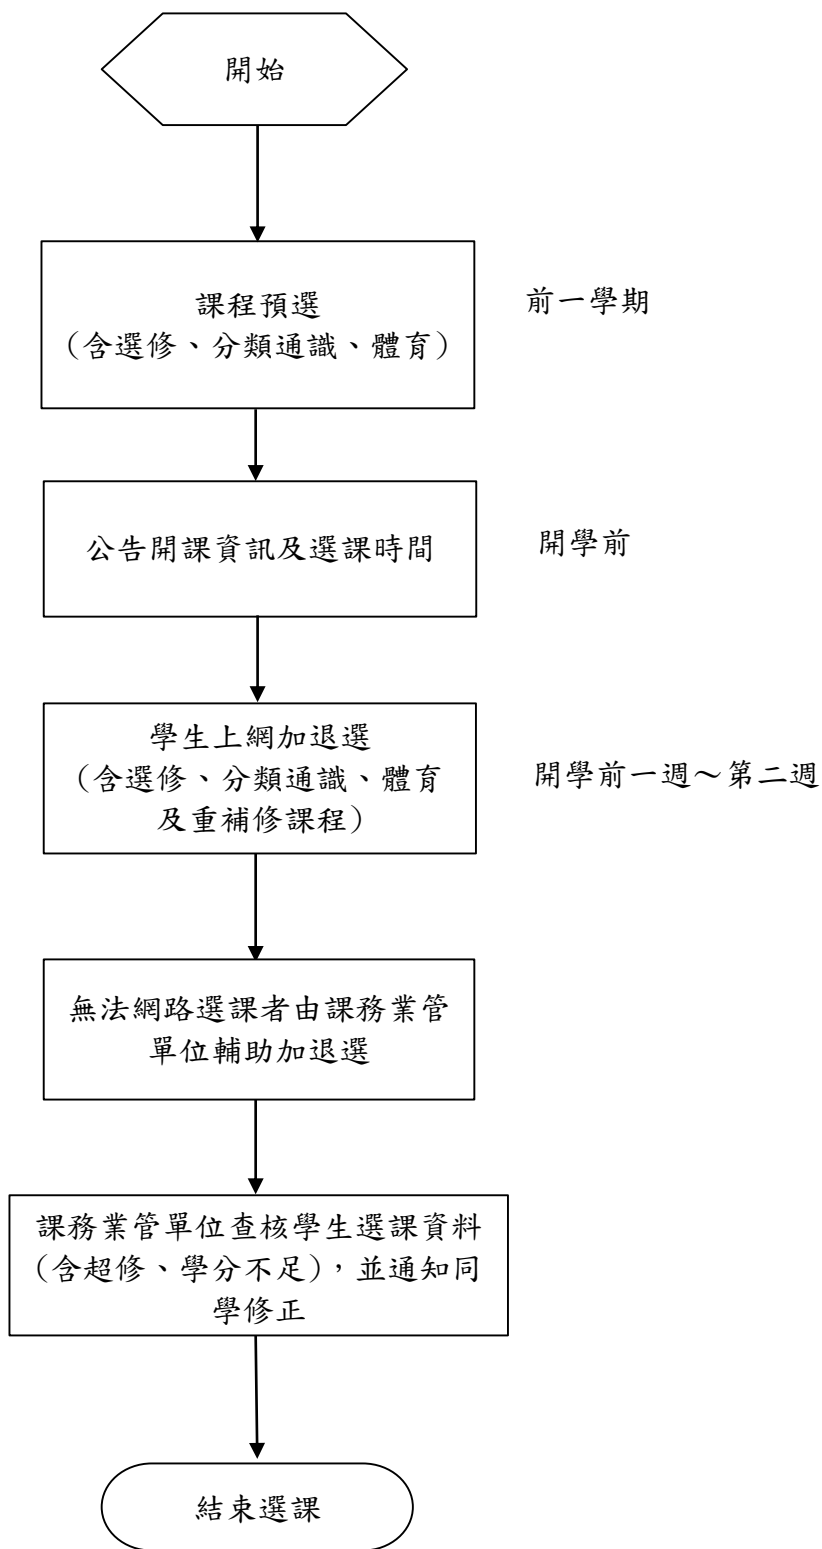 開始
課程預選
（含選修、分類通識、體育）
前一學期
公告開課資訊及選課時間
開學前
學生上網加退選
（含選修、分類通識、體育
及重補修課程）
開學前一週～第二週
無法網路選課者由課務業管
單位輔助加退選
課務業管單位查核學生選課資料
（含超修、學分不足），並通知同
學修正
結束選課